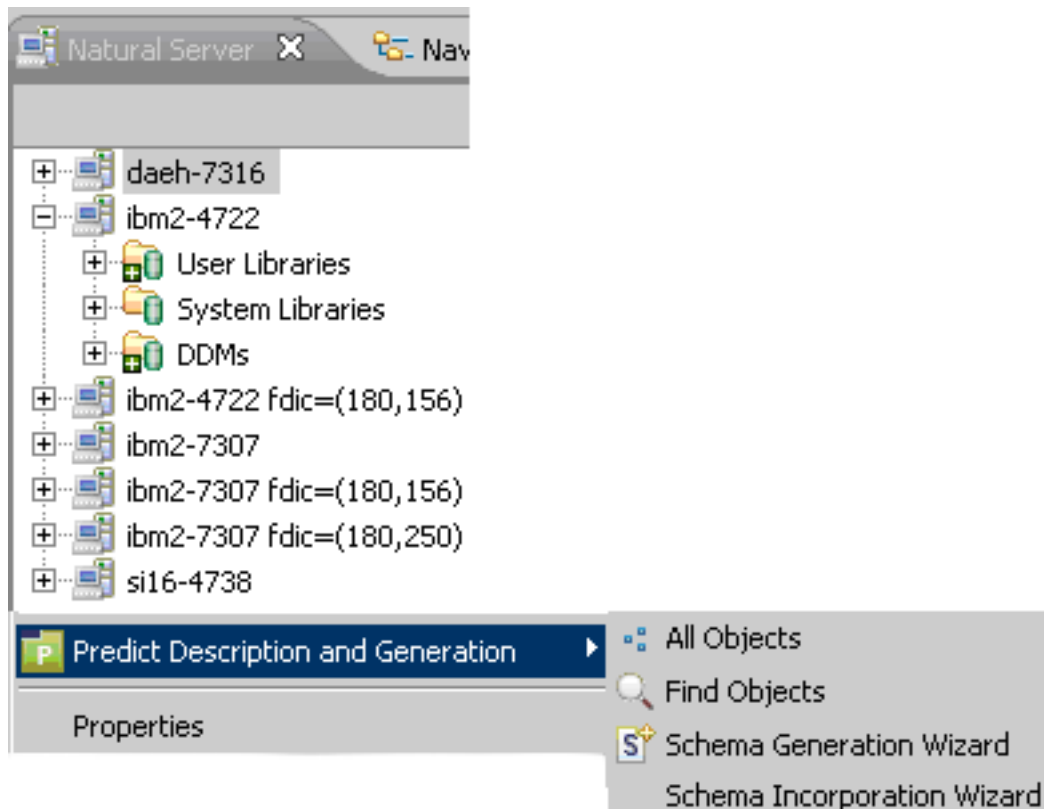 Natural Server Nav
daeh-7316
ibm2-4722
User Libraries
System Libraries
DDMs
ibm2-4722 fdic=(180,156)
ibm2-7307
ibm2-7307 fdic=(180,156)
ibm2-7307 fdic=(180,250)
si16-4738
P Predict Description and Generation
Properties
All Objects
Find Objects
S Schema Generation Wizard
Schema Incorporation Wizard